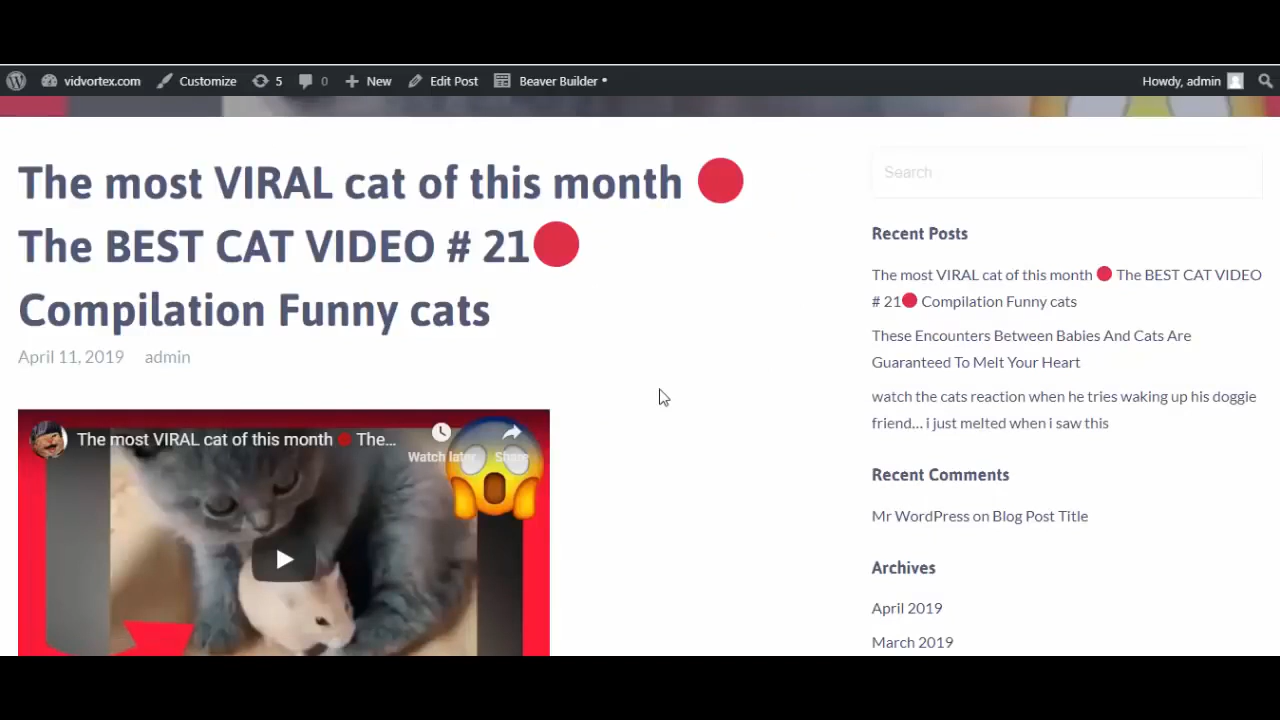 vidvortex.com Customize 5 0 New Edit Post Beaver Builder • Howdy, admin
The most VIRAL cat of this month 🔴
The BEST CAT VIDEO # 21🔴
Compilation Funny cats
April 11, 2019 admin
The most VIRAL cat of this month 🔴 The...
Watch later
Share
Search
Recent Posts
The most VIRAL cat of this month 🔴 The BEST CAT VIDEO
# 21🔴 Compilation Funny cats
These Encounters Between Babies And Cats Are
Guaranteed To Melt Your Heart
watch the cats reaction when he tries waking up his doggie
friend… i just melted when i saw this
Recent Comments
Mr WordPress on Blog Post Title
Archives
April 2019
March 2019